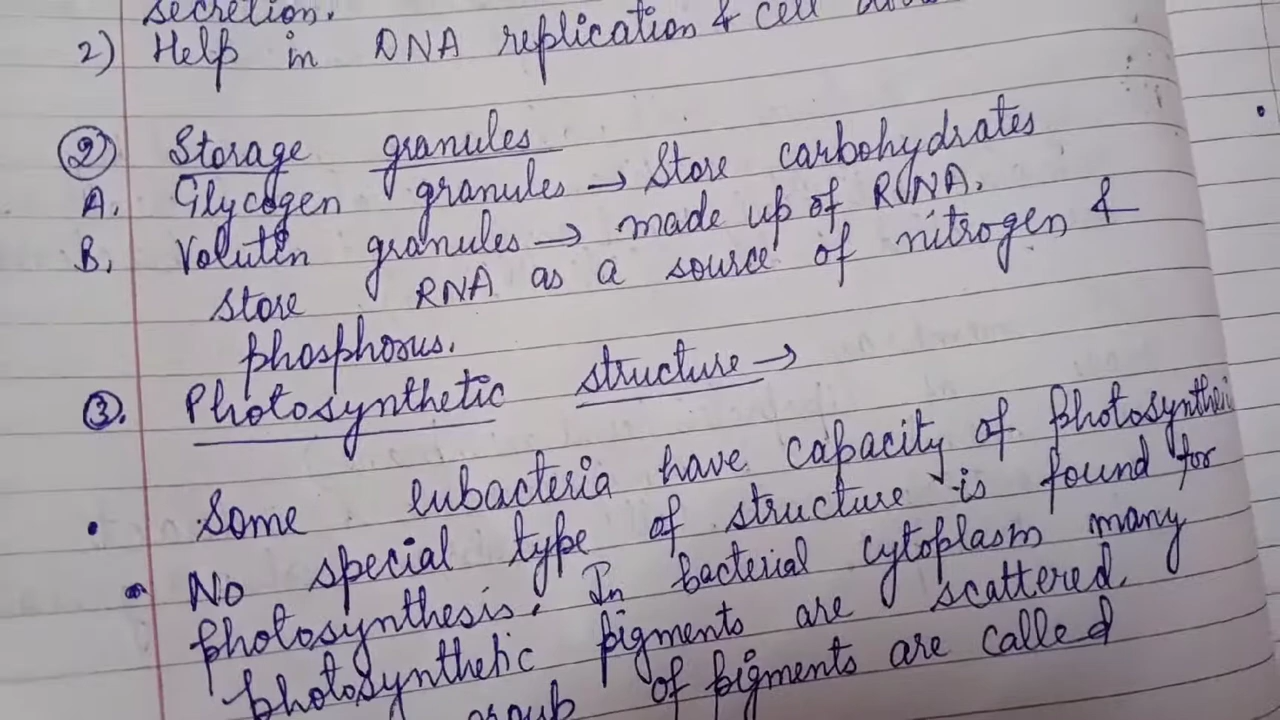 secretion.
2) Help in DNA replication & cell
② Storage granules
A. Glycogen granules → Store carbohydrates
B. Volutin granules → made up of RNA.
store RNA as a source of nitrogen &
phosphorus.
③. Photosynthetic structure →
• Some eubacteria have capacity of photosynthei
• No special type of structure is found for
photosynthesis. In bacterial cytoplasm many
photosynthetic pigments are scattered.
group of pigments are called